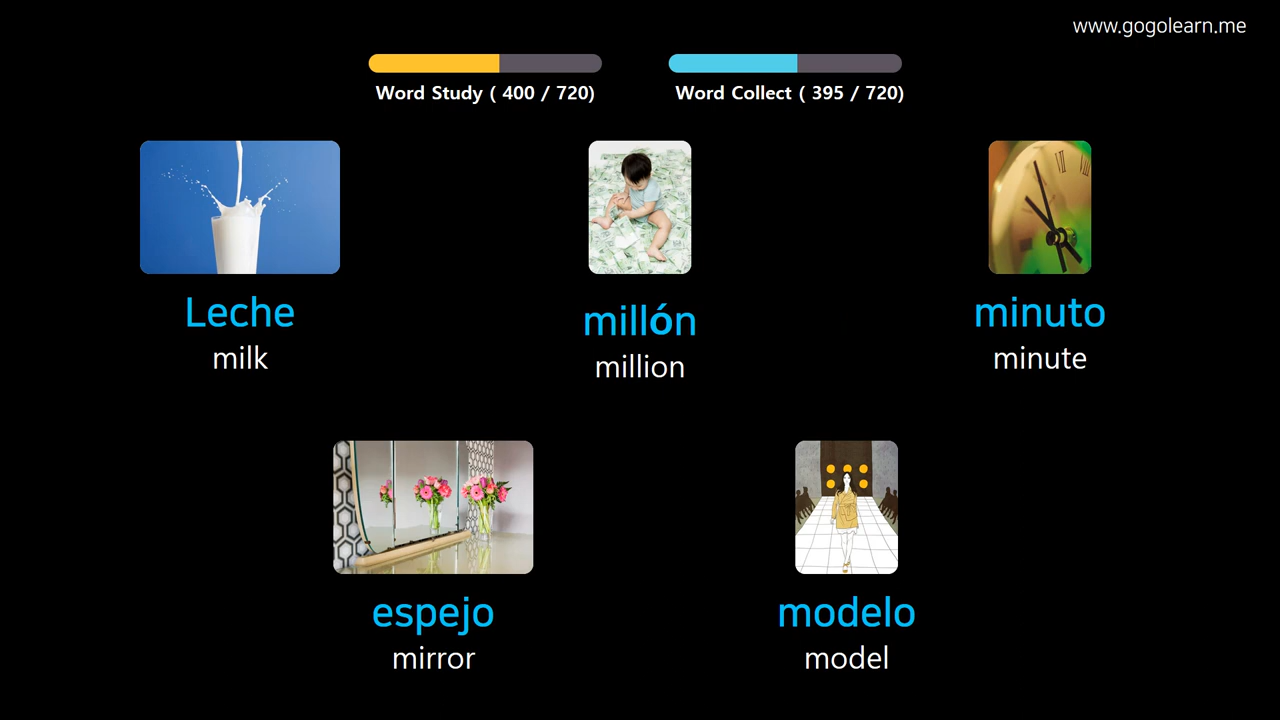 www.gogolearn.me
Word Study ( 400 / 720)
Word Collect ( 395 / 720)
Leche
milk
millón
million
minuto
minute
espejo
mirror
modelo
model